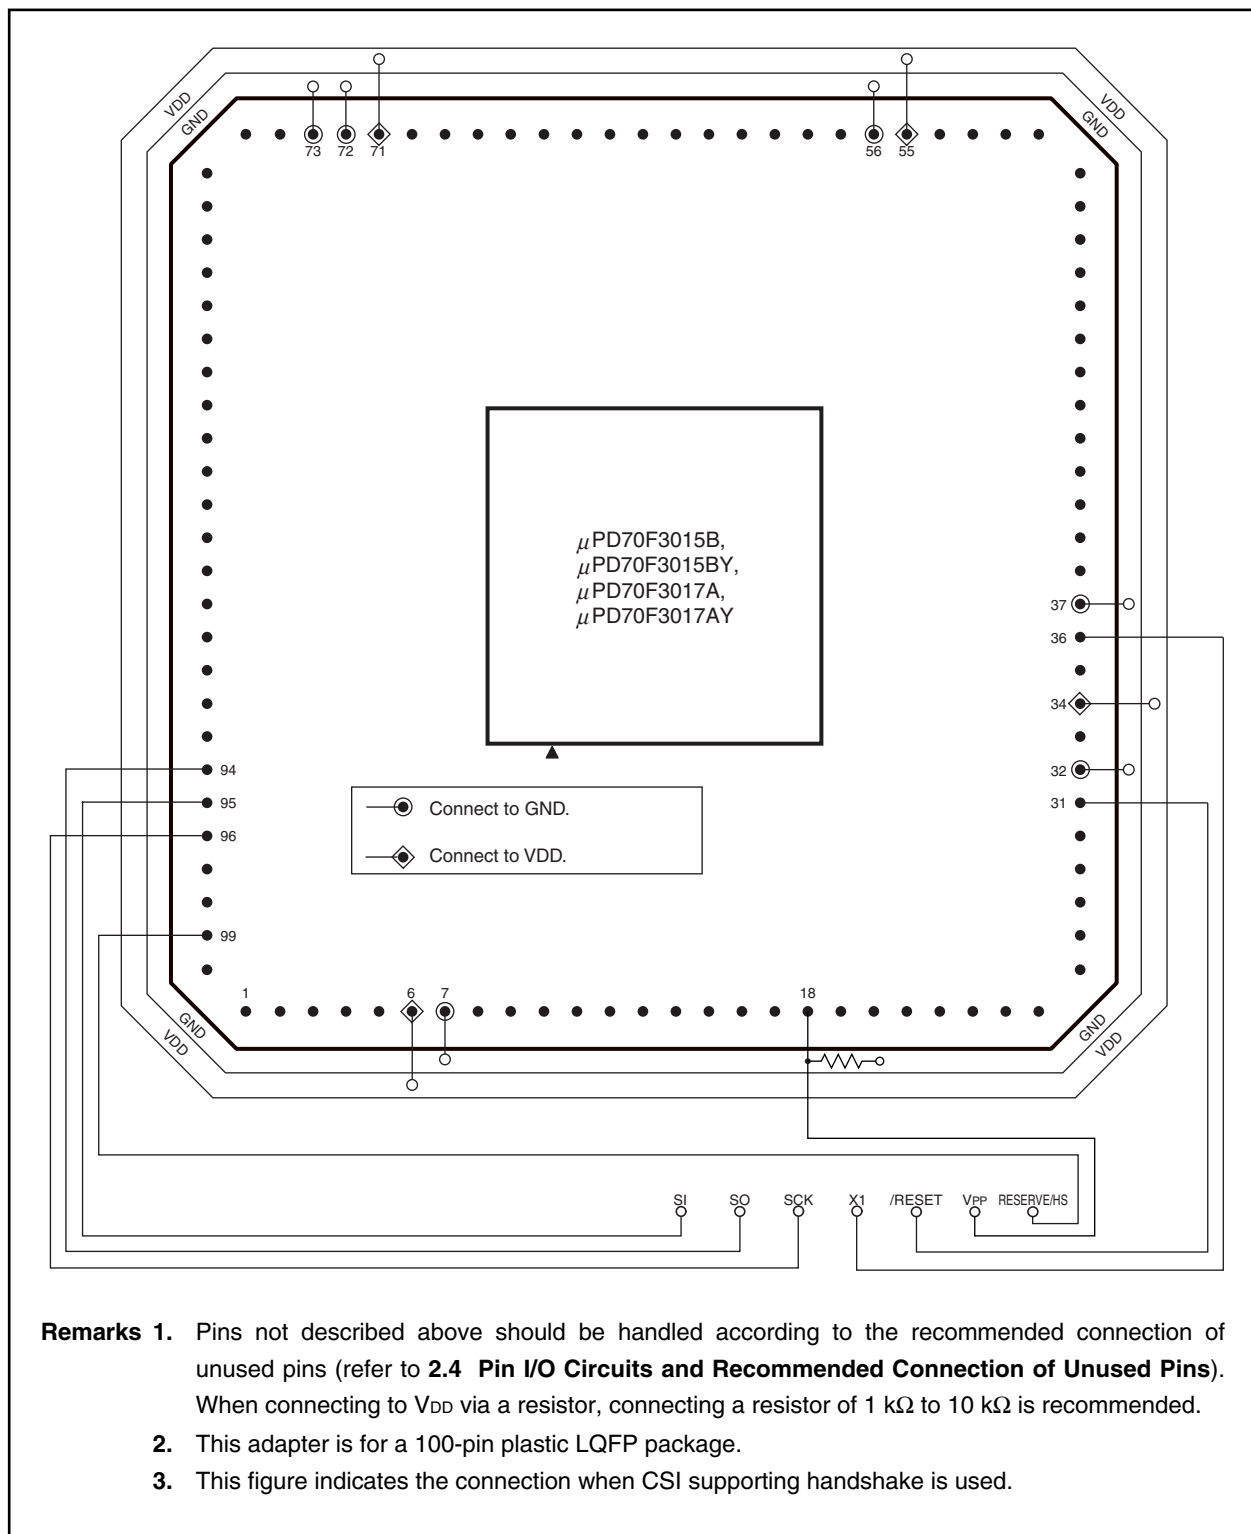 VDD
GND
VDD
GND
73 72 71 56 55
37
36
34
32
31
μPD70F3015B,
μPD70F3015BY,
μPD70F3017A,
μPD70F3017AY
94
95
96
99
Connect to GND.
Connect to VDD.
1 6 7 18
GND
VDD
GND
VDD
SI SO SCK X1 /RESET VPP RESERVE/HS
Remarks 1. Pins not described above should be handled according to the recommended connection of
unused pins (refer to 2.4 Pin I/O Circuits and Recommended Connection of Unused Pins).
When connecting to VDD via a resistor, connecting a resistor of 1 kΩ to 10 kΩ is recommended.
2. This adapter is for a 100-pin plastic LQFP package.
3. This figure indicates the connection when CSI supporting handshake is used.